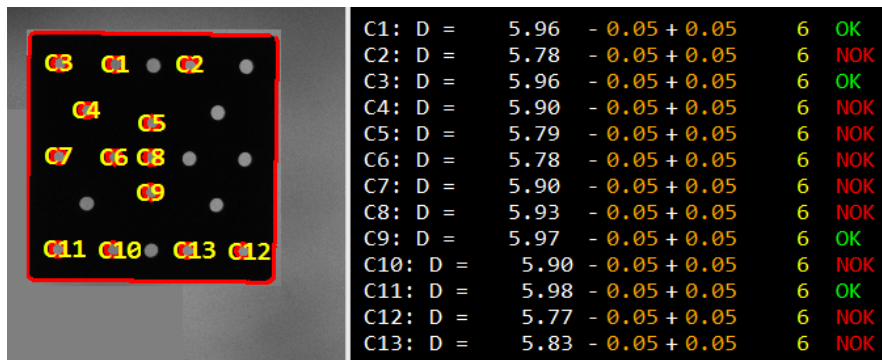 C3 C1 C2
C4
C5
C7 C6 C8
C9
C11 C10 C13 C12
C1: D = 5.96 - 0.05 + 0.05 6 OK
C2: D = 5.78 - 0.05 + 0.05 6 NOK
C3: D = 5.96 - 0.05 + 0.05 6 OK
C4: D = 5.90 - 0.05 + 0.05 6 NOK
C5: D = 5.79 - 0.05 + 0.05 6 NOK
C6: D = 5.78 - 0.05 + 0.05 6 NOK
C7: D = 5.90 - 0.05 + 0.05 6 NOK
C8: D = 5.93 - 0.05 + 0.05 6 NOK
C9: D = 5.97 - 0.05 + 0.05 6 OK
C10: D = 5.90 - 0.05 + 0.05 6 NOK
C11: D = 5.98 - 0.05 + 0.05 6 OK
C12: D = 5.77 - 0.05 + 0.05 6 NOK
C13: D = 5.83 - 0.05 + 0.05 6 NOK